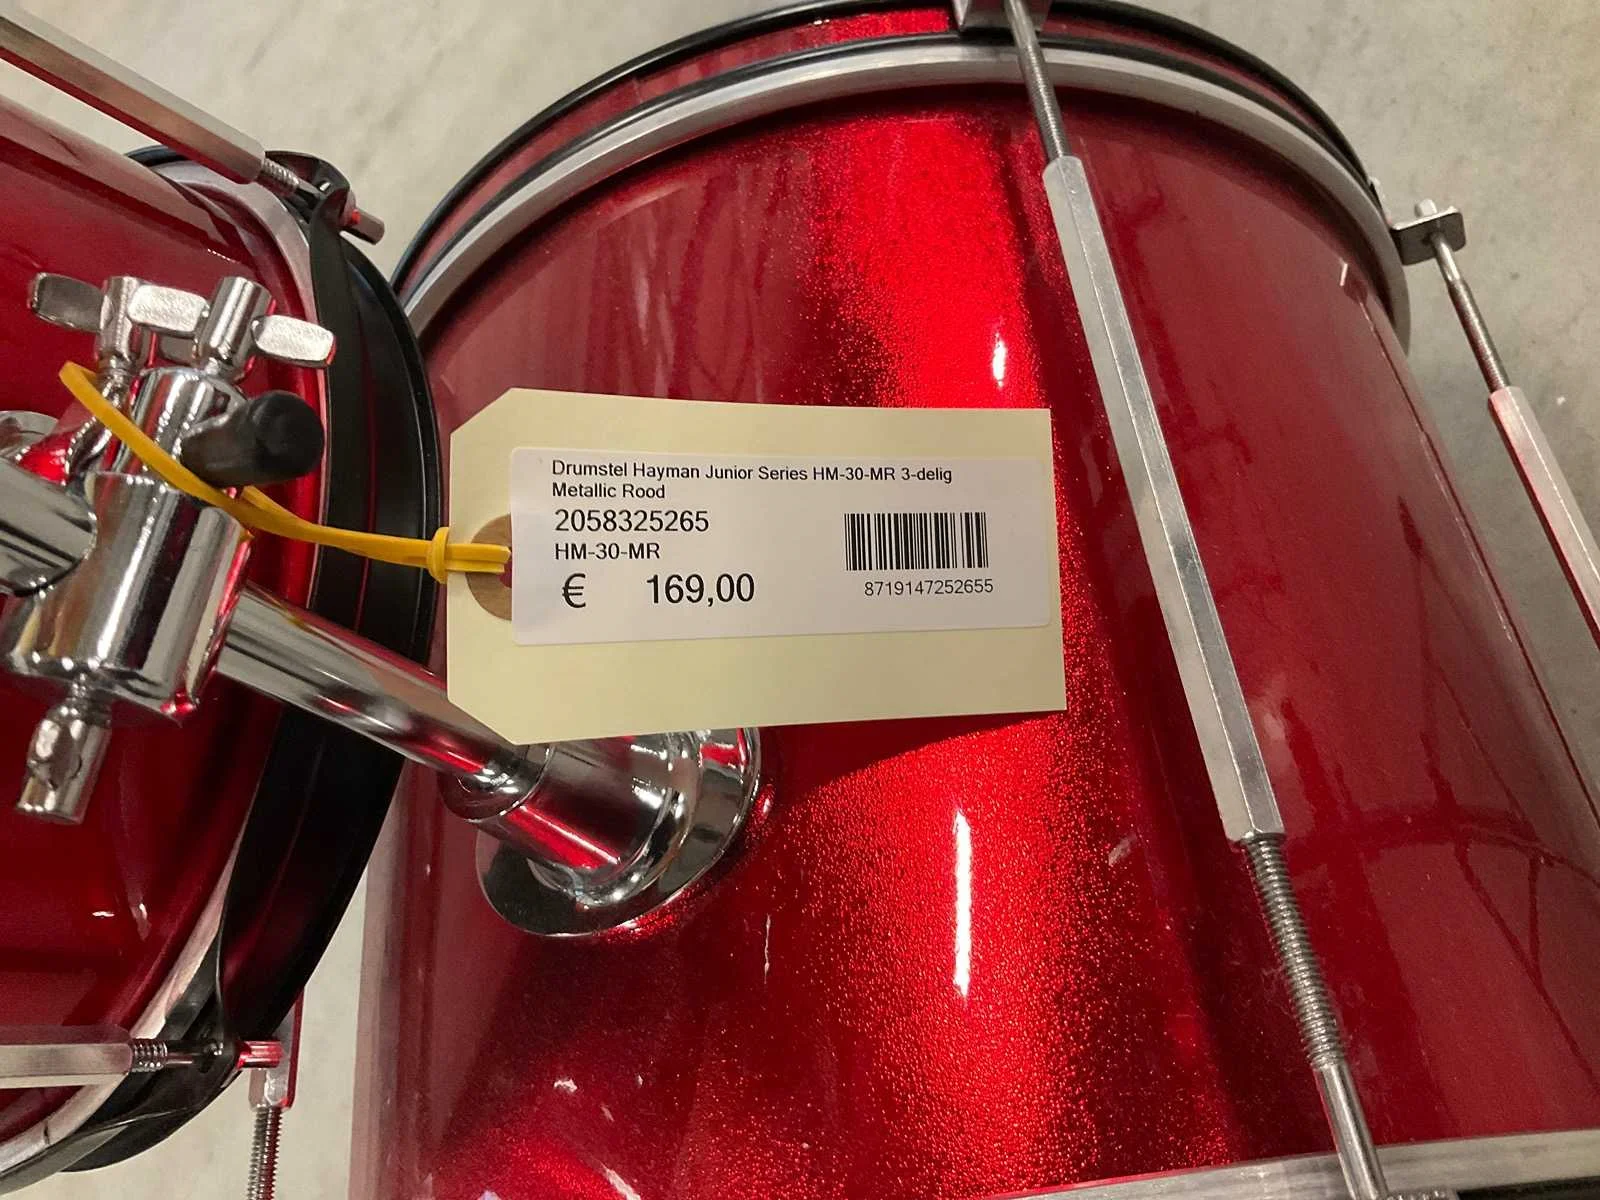 Drumstel Hayman Junior Series HM-30-MR 3-delig
Metallic Rood
2058325265
HM-30-MR
€ 169,00
8719147252655